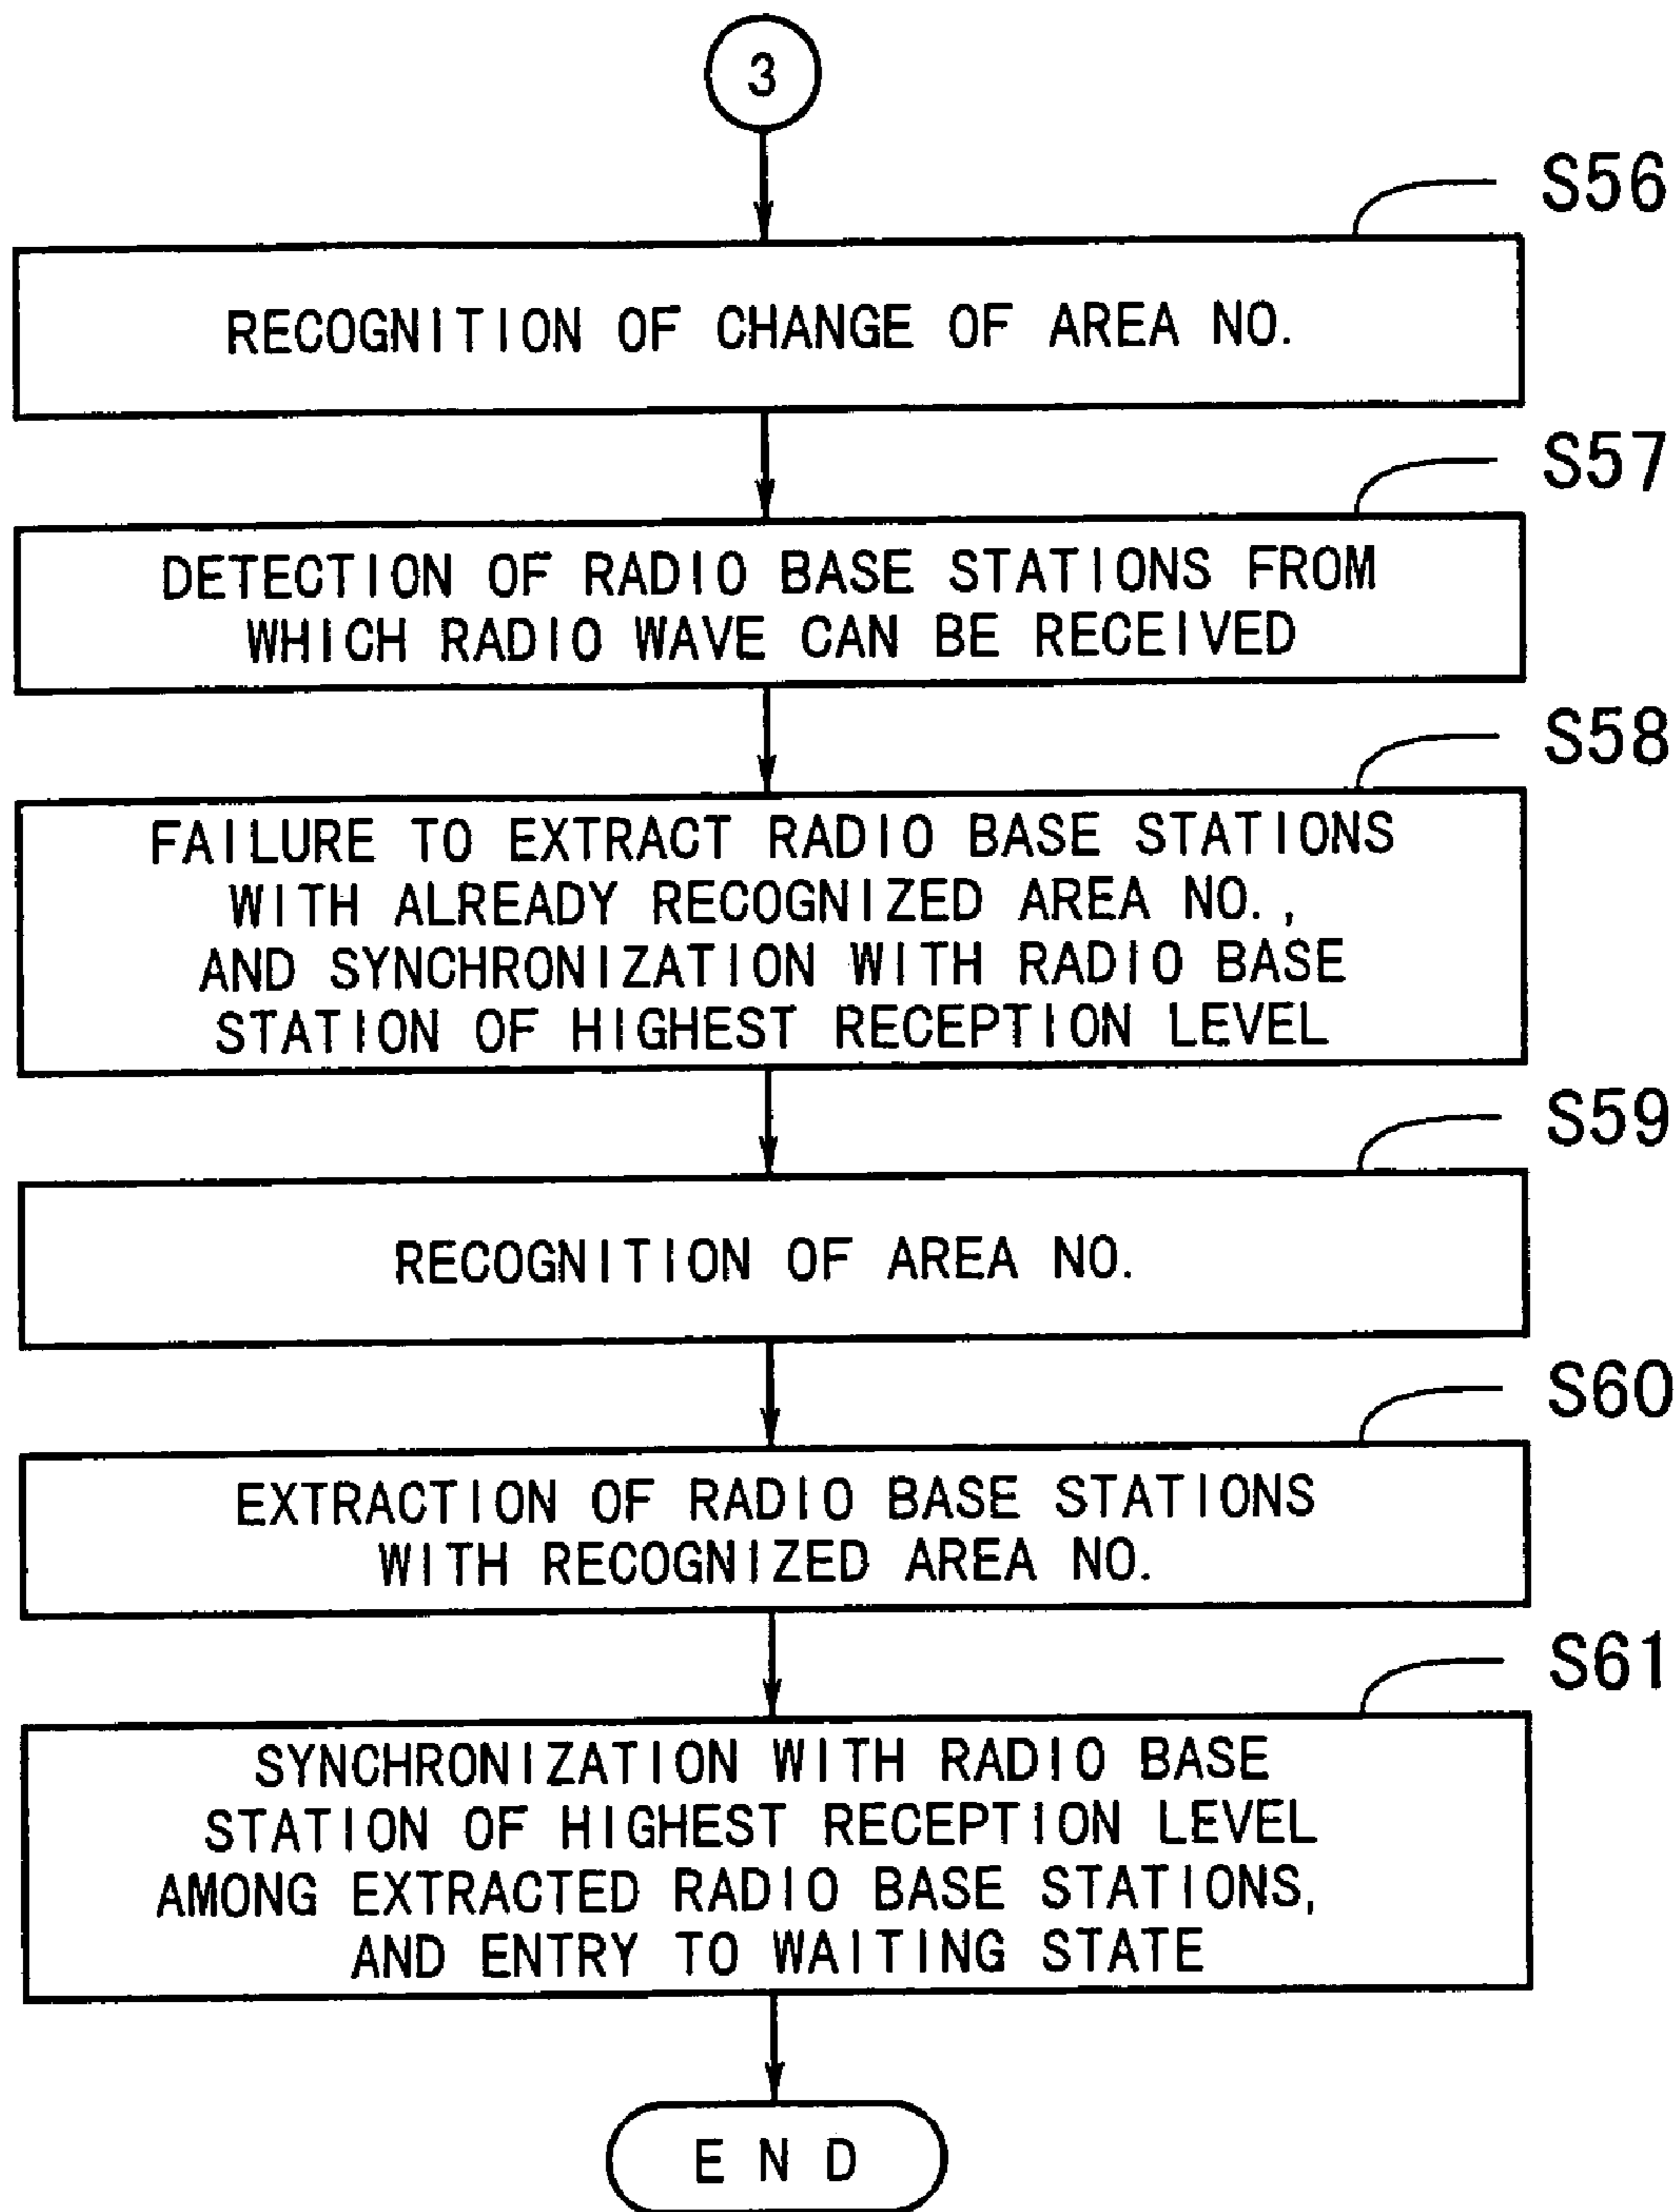 3
S56
RECOGNITION OF CHANGE OF AREA NO.
S57
DETECTION OF RADIO BASE STATIONS FROM
WHICH RADIO WAVE CAN BE RECEIVED
S58
FAILURE TO EXTRACT RADIO BASE STATIONS
WITH ALREADY RECOGNIZED AREA NO.,
AND SYNCHRONIZATION WITH RADIO BASE
STATION OF HIGHEST RECEPTION LEVEL
S59
RECOGNITION OF AREA NO.
S60
EXTRACTION OF RADIO BASE STATIONS
WITH RECOGNIZED AREA NO.
S61
SYNCHRONIZATION WITH RADIO BASE
STATION OF HIGHEST RECEPTION LEVEL
AMONG EXTRACTED RADIO BASE STATIONS,
AND ENTRY TO WAITING STATE
END